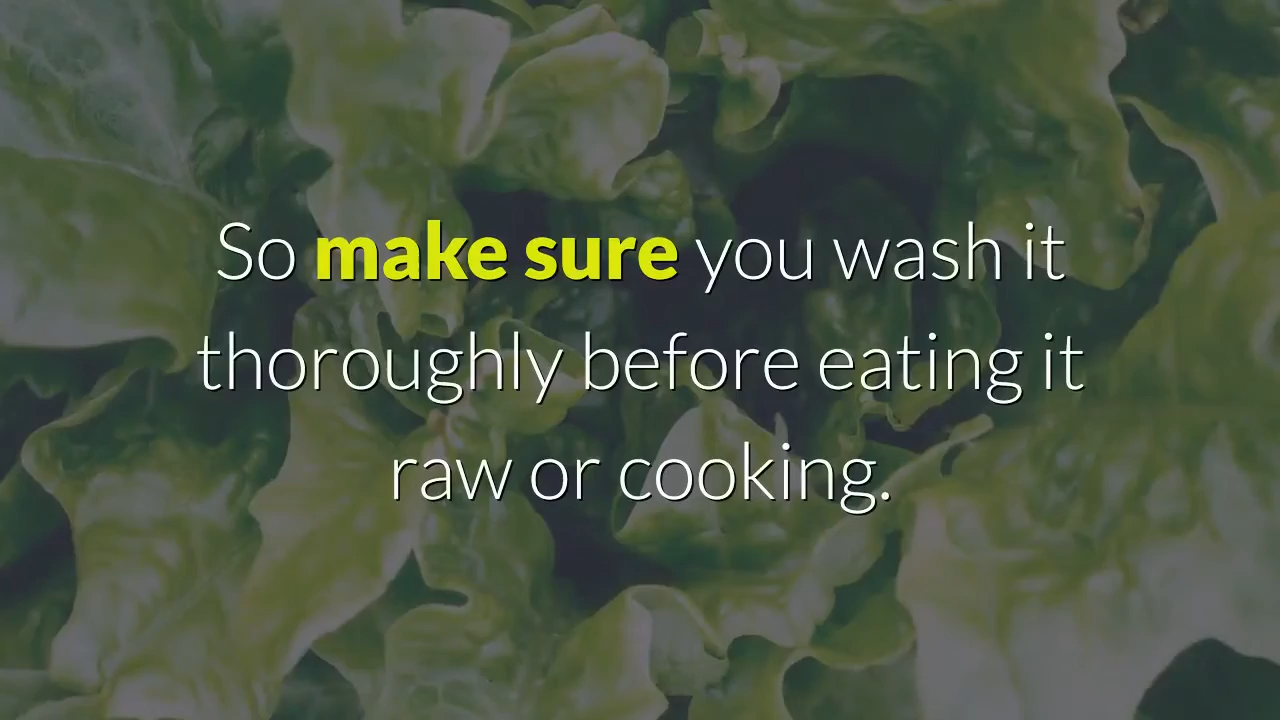 So make sure you wash it
thoroughly before eating it
raw or cooking.